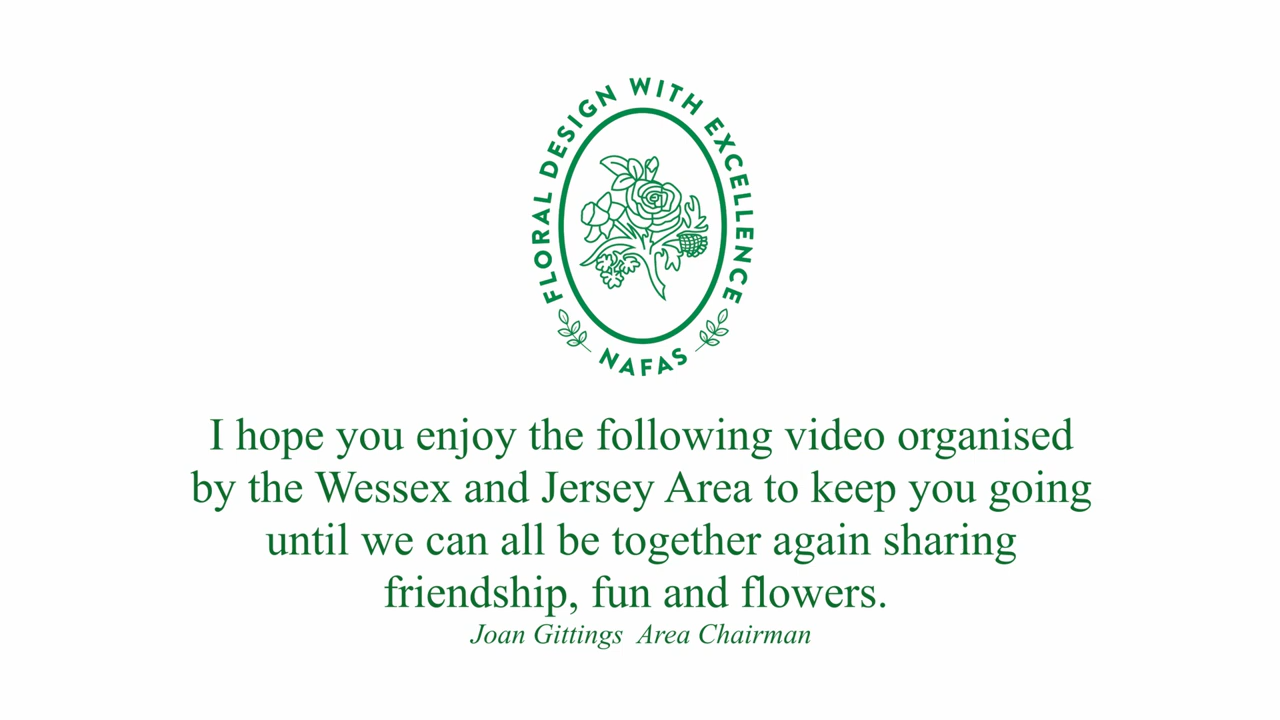 FLORAL DESIGN WITH EXCELLENCE
NAFAS
I hope you enjoy the following video organised
by the Wessex and Jersey Area to keep you going
until we can all be together again sharing
friendship, fun and flowers.
Joan Gittings Area Chairman